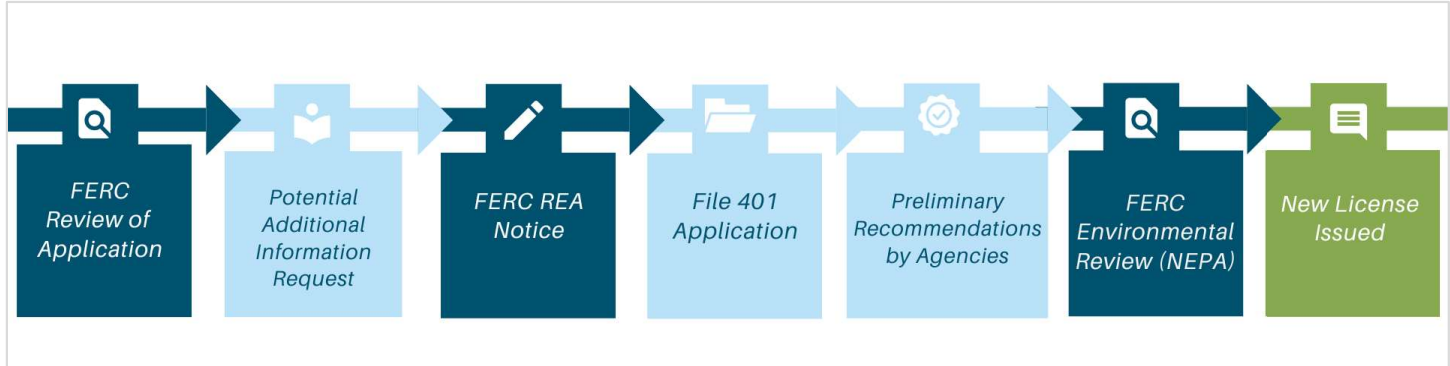 FERC
Review of
Application
Potential
Additional
Information
Request
FERC REA
Notice
File 401
Application
Preliminary
Recommendations
by Agencies
FERC
Environmental
Review (NEPA)
New License
Issued